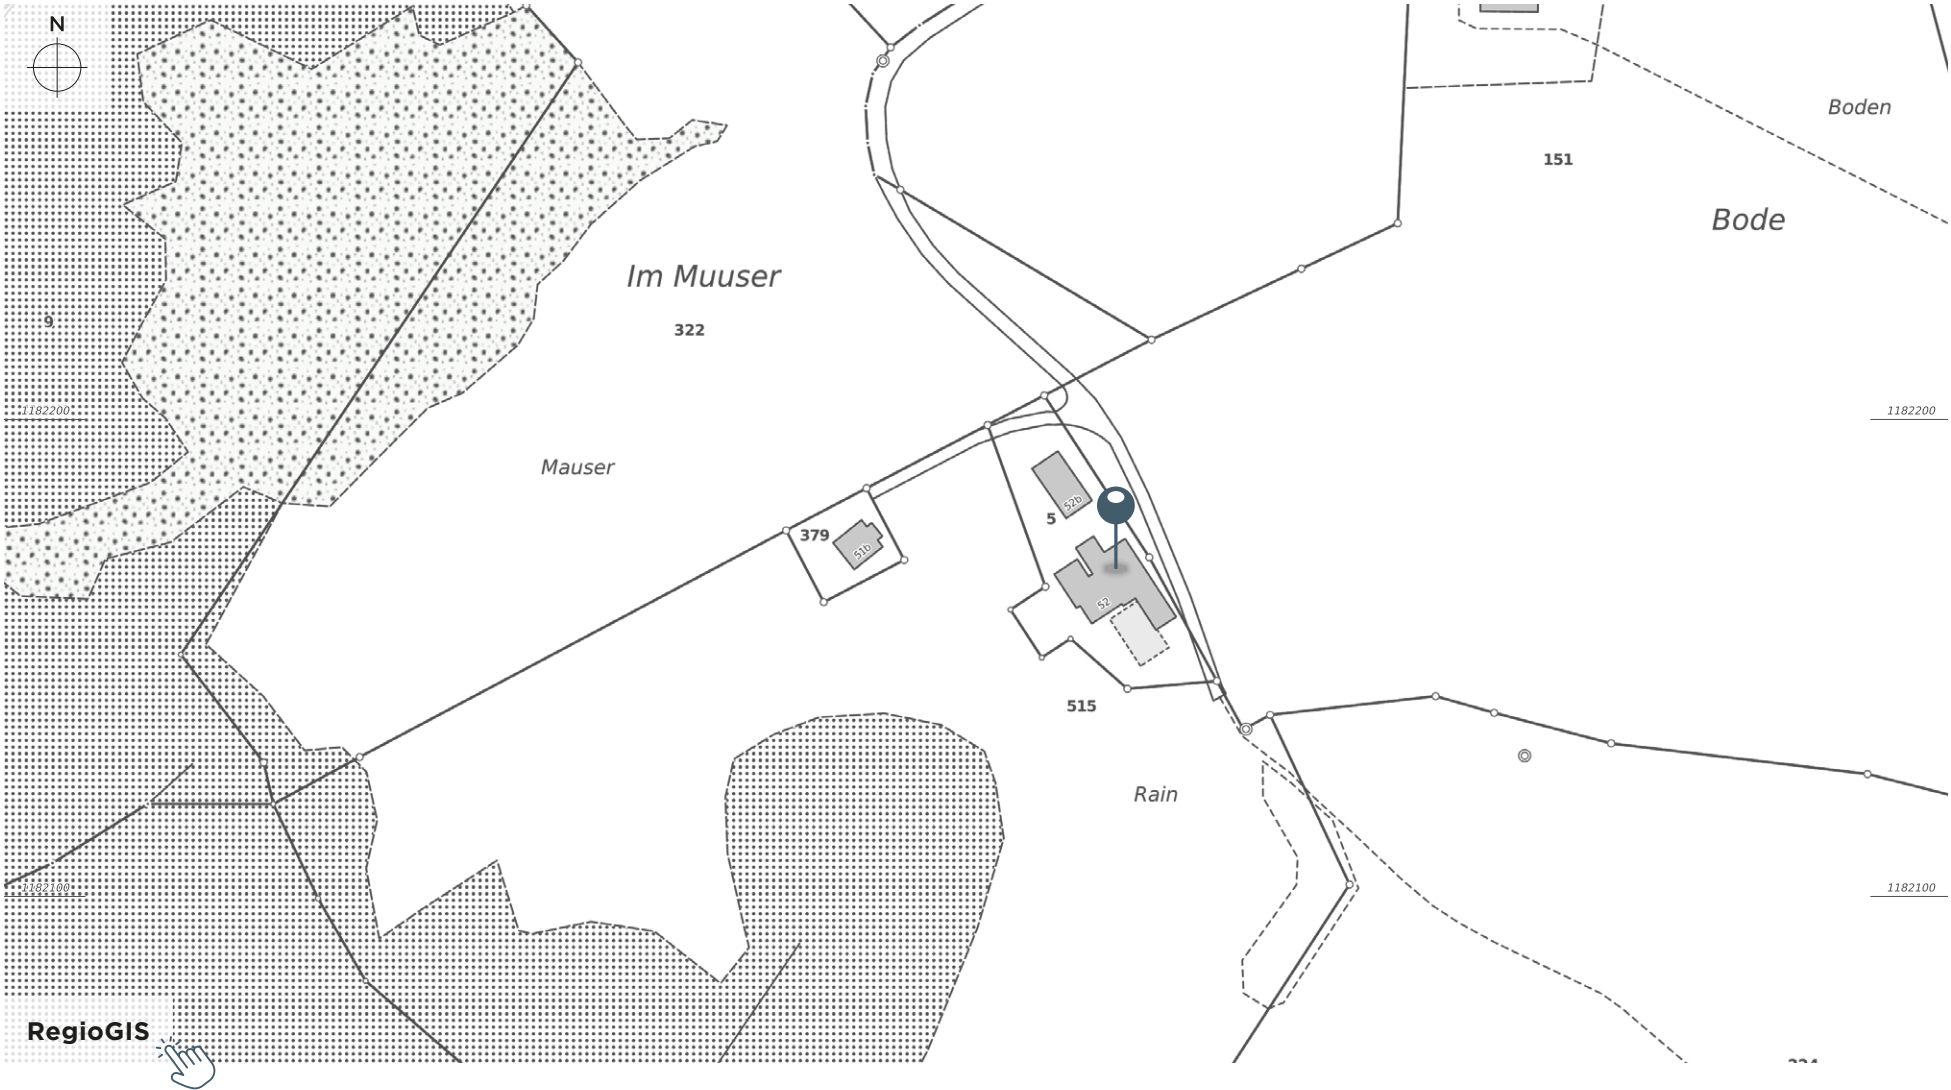 N
Boden
151
Bode
Im Muuser
9
322
1182200
1182200
Mauser
52b
5
379
51b
52
515
Rain
1182100
1182100
RegioGIS